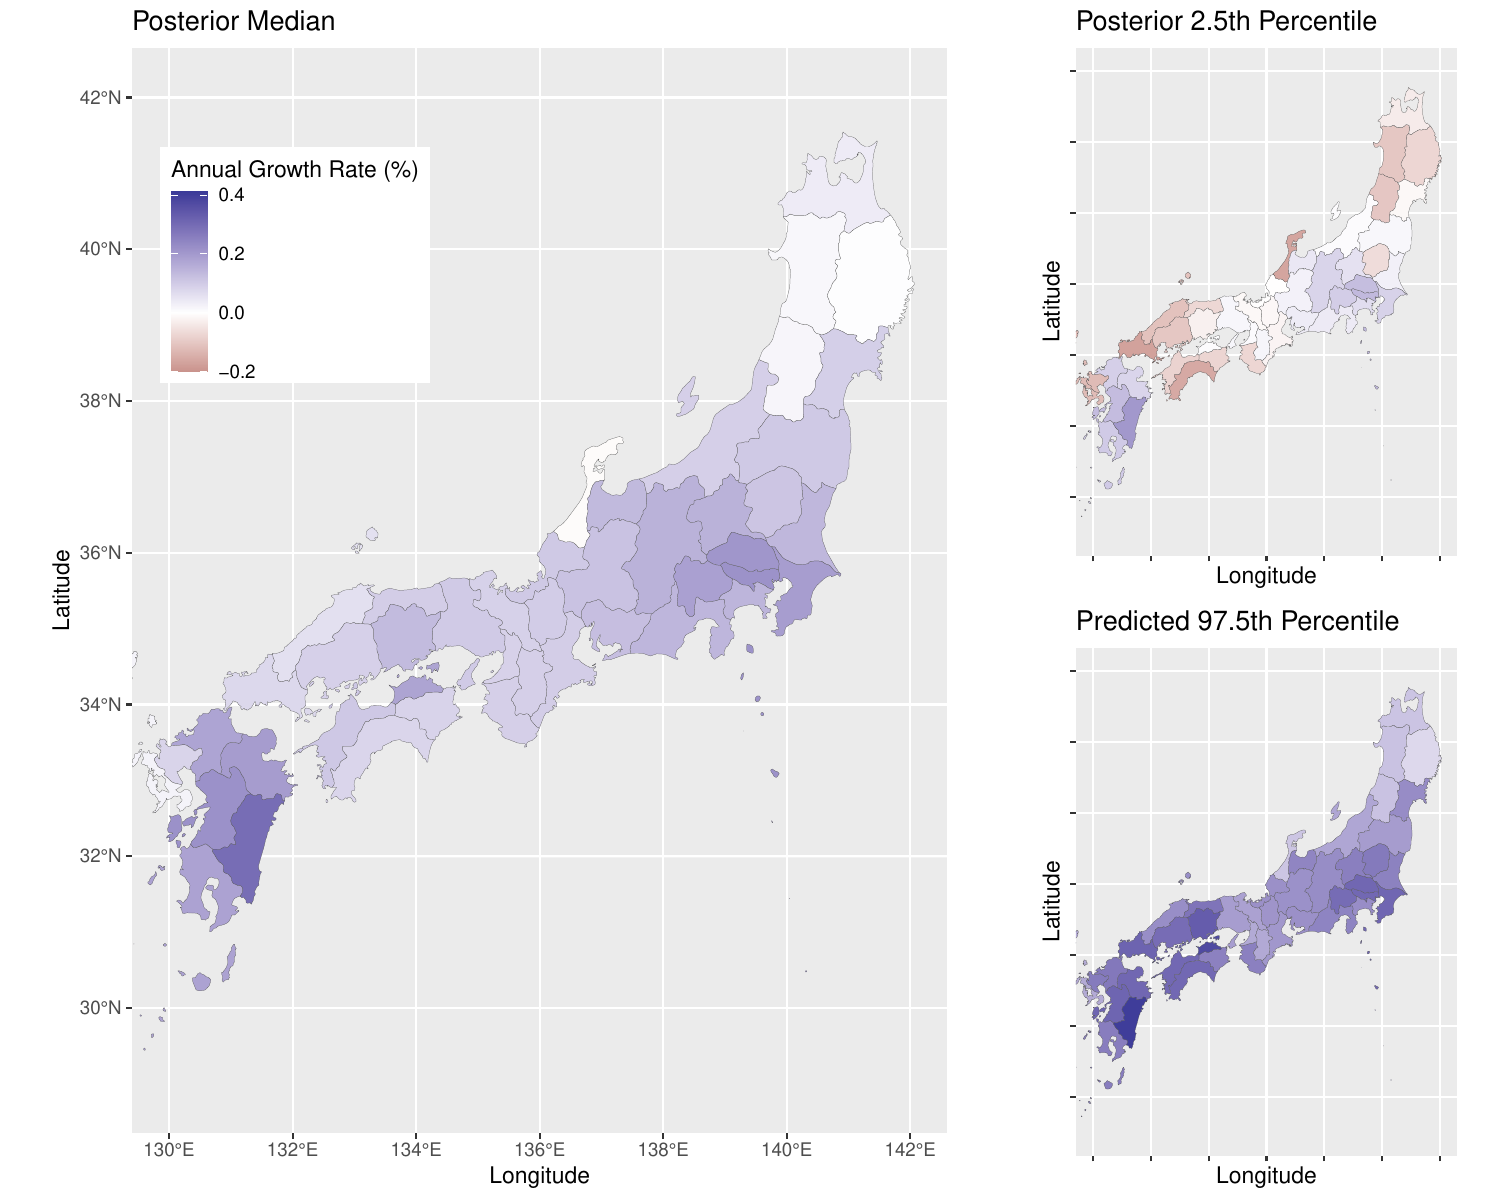 Posterior Median
42°N
40°N
38°N
36°N
34°N
32°N
30°N
Latitude
Annual Growth Rate (%)
0.4
0.2
0.0
−0.2
130°E 132°E 134°E 136°E 138°E 140°E 142°E
Longitude
Posterior 2.5th Percentile
Latitude
Longitude
Predicted 97.5th Percentile
Latitude
Longitude